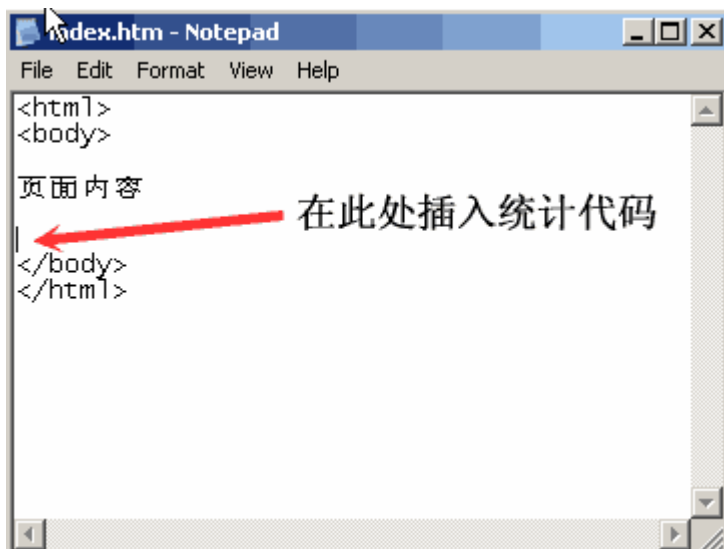 index.htm - Notepad
File Edit Format View Help
<html>
<body>
页面内容
在此处插入统计代码
</body>
</html>